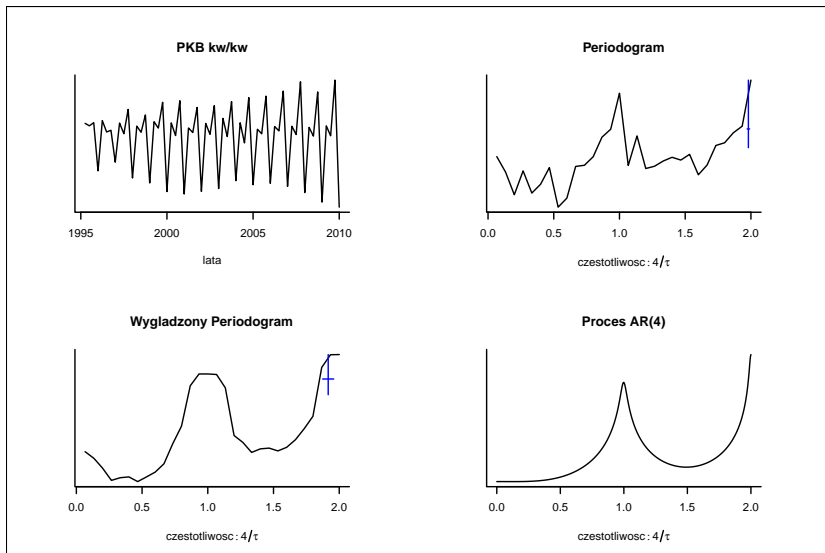 PKB kw/kw
1995 2000 2005 2010
lata
Periodogram
0.0 0.5 1.0 1.5 2.0
czestotliwosc : 4/τ
Wygladzony Periodogram
0.0 0.5 1.0 1.5 2.0
czestotliwosc : 4/τ
Proces AR(4)
0.0 0.5 1.0 1.5 2.0
czestotliwosc : 4/τ